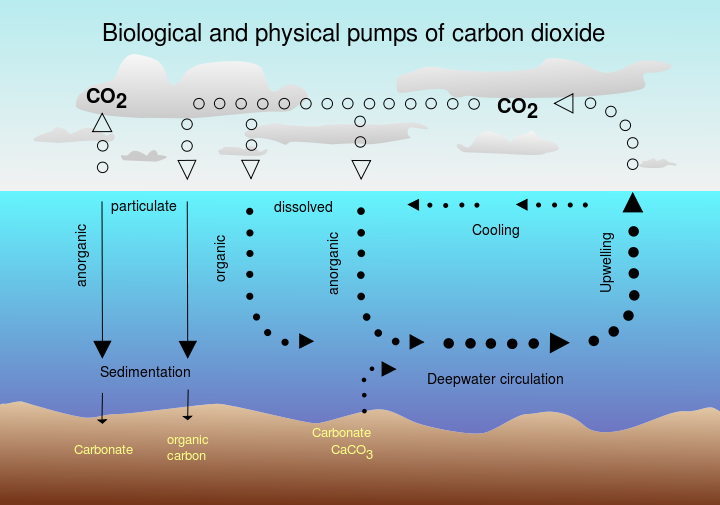 Biological and physical pumps of carbon dioxide
CO2
CO2
particulate
dissolved
anorganic
organic
anorganic
Cooling
Upwelling
Sedimentation
Deepwater circulation
Carbonate
organic
carbon
Carbonate
CaCO3